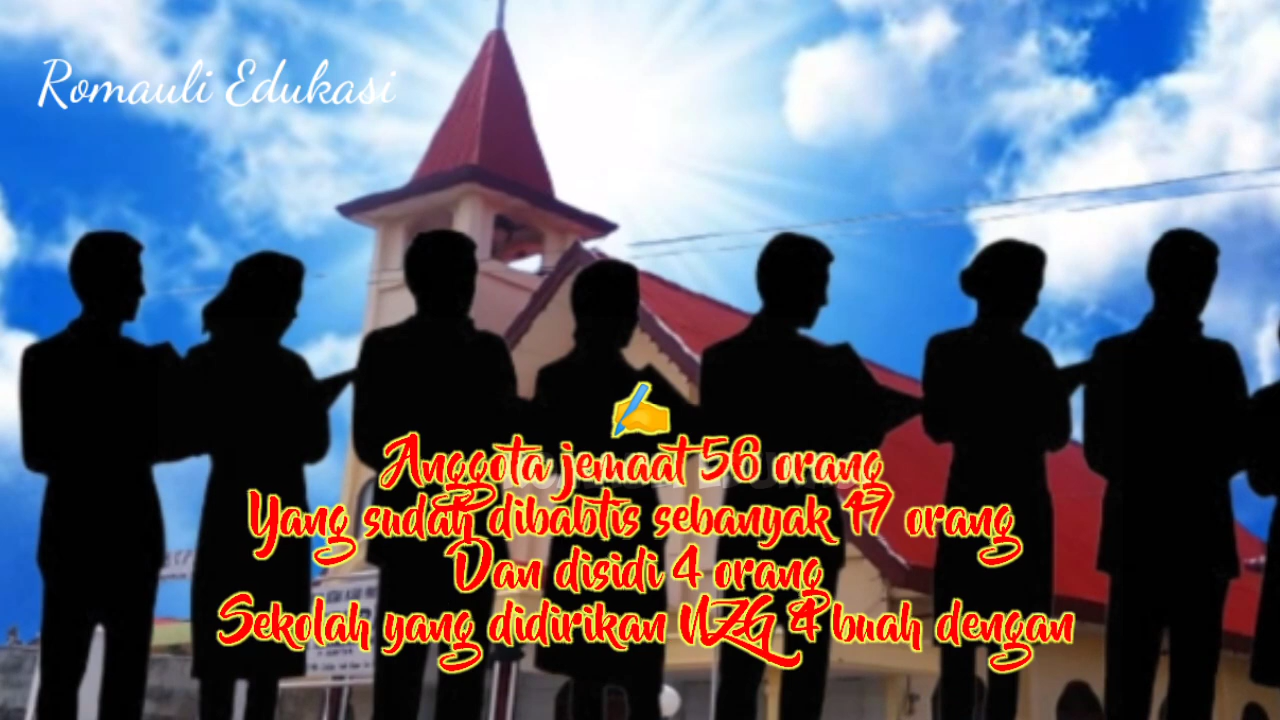 Romauli Edukasi
Anggota jemaat 56 orang
Yang sudah dibabtis sebanyak 47 orang
Dan disidi 4 orang
Sekolah yang didirikan NZG 4 buah dengan